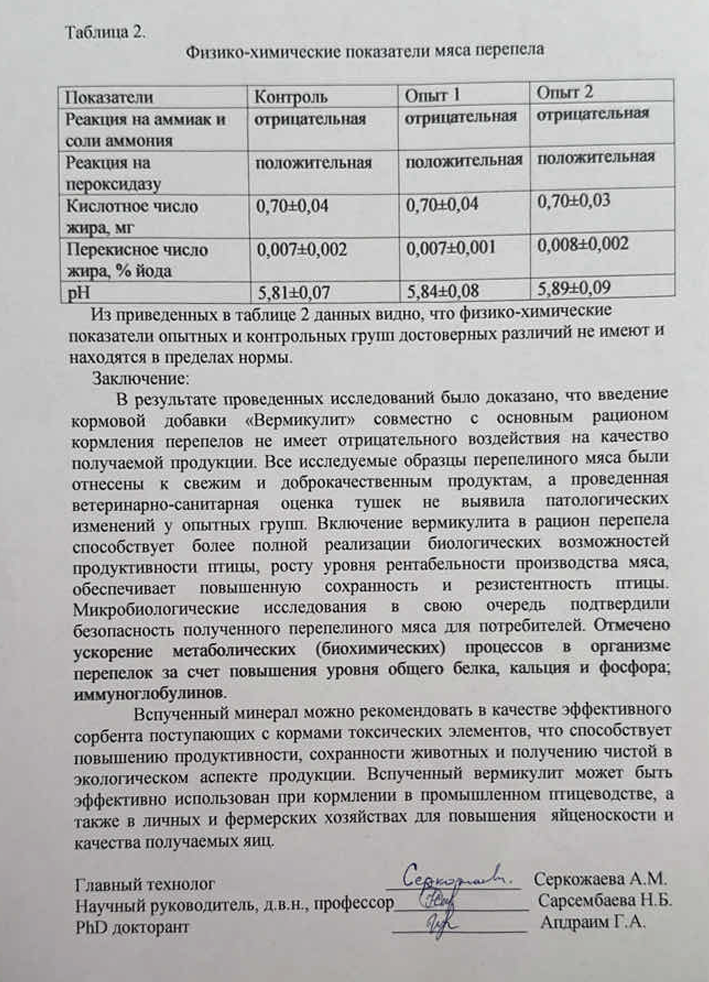 Таблица 2.
Физико-химические показатели мяса перепела
Показатели Контроль Опыт 1 Опыт 2
Реакция на аммиак и соли аммония отрицательная отрицательная отрицательная
Реакция на пероксидазу положительная положительная положительная
Кислотное число жира, мг 0,70±0,04 0,70±0,04 0,70±0,03
Перекисное число жира, % йода 0,007±0,002 0,007±0,001 0,008±0,002
pH 5,81±0,07 5,84±0,08 5,89±0,09
Из приведенных в таблице 2 данных видно, что физико-химические
показатели опытных и контрольных групп достоверных различий не имеют и
находятся в пределах нормы.
Заключение:
В результате проведенных исследований было доказано, что введение
кормовой добавки «Вермикулит» совместно с основным рационом
кормления перепелов не имеет отрицательного воздействия на качество
получаемой продукции. Все исследуемые образцы перепелиного мяса были
отнесены к свежим и доброкачественным продуктам, а проведенная
ветеринарно-санитарная оценка тушек не выявила патологических
изменений у опытных групп. Включение вермикулита в рацион перепела
способствует более полной реализации биологических возможностей
продуктивности птицы, росту уровня рентабельности производства мяса,
обеспечивает повышенную сохранность и резистентность птицы.
Микробиологические исследования в свою очередь подтвердили
безопасность полученного перепелиного мяса для потребителей. Отмечено
ускорение метаболических (биохимических) процессов в организме
перепелок за счет повышения уровня общего белка, кальция и фосфора;
иммуноглобулинов.
Вспученный минерал можно рекомендовать в качестве эффективного
сорбента поступающих с кормами токсических элементов, что способствует
повышению продуктивности, сохранности животных и получению чистой в
экологическом аспекте продукции. Вспученный вермикулит может быть
эффективно использован при кормлении в промышленном птицеводстве, а
также в личных и фермерских хозяйствах для повышения яйценоскости и
качества получаемых яиц.
Главный технолог Серкожаева А.М.
Научный руководитель, д.в.н., профессор Сарсембаева Н.Б.
PhD докторант Апдраим Г.А.